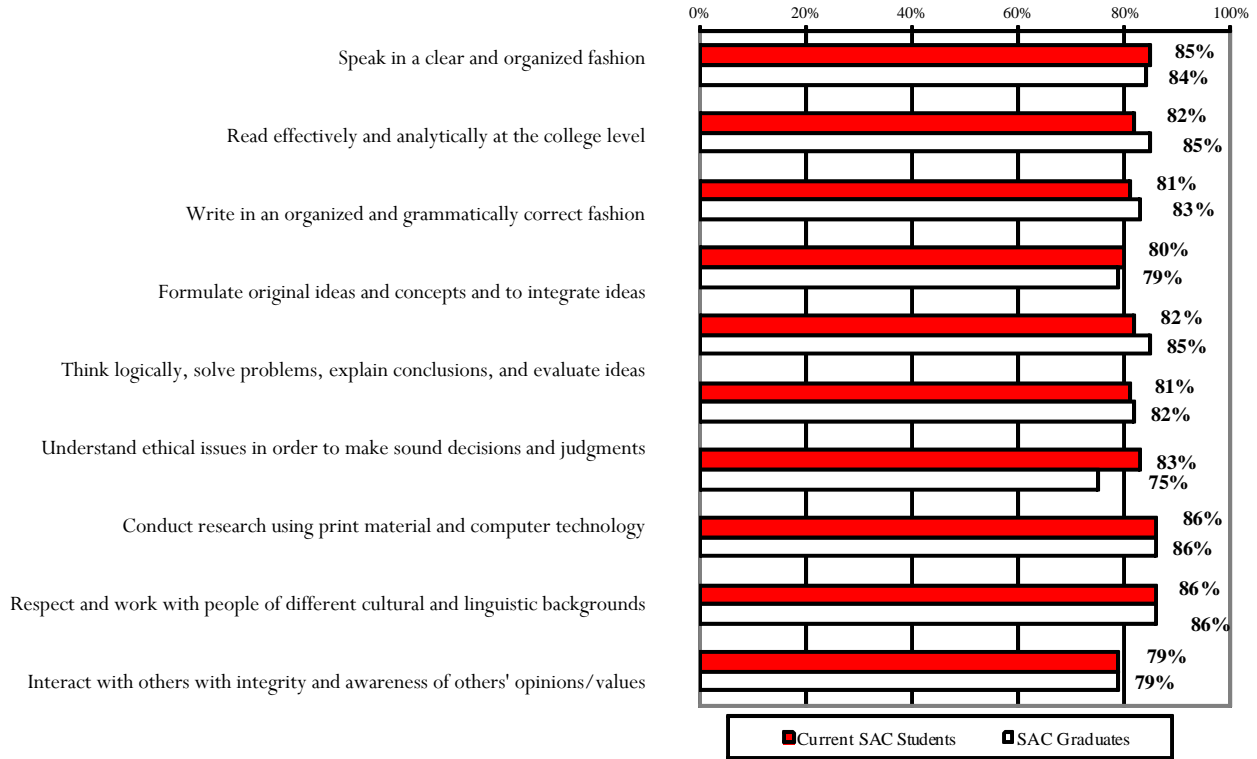 0% 20% 40% 60% 80% 100%
Speak in a clear and organized fashion
85%
84%
Read effectively and analytically at the college level
82%
85%
Write in an organized and grammatically correct fashion
81%
83%
Formulate original ideas and concepts and to integrate ideas
80%
79%
Think logically, solve problems, explain conclusions, and evaluate ideas
82%
85%
Understand ethical issues in order to make sound decisions and judgments
81%
82%
Conduct research using print material and computer technology
83%
75%
Respect and work with people of different cultural and linguistic backgrounds
86%
86%
Interact with others with integrity and awareness of others' opinions/values
86%
86%
79%
79%
Current SAC Students SAC Graduates